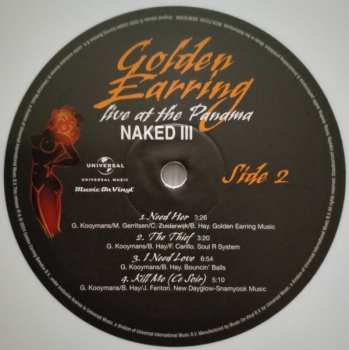 Golden
Earring
live at the Panama
NAKED III
UNIVERSAL
UNIVERSAL MUSIC
Music On Vinyl
Side 2
1. Need Her 3:26
G. Kooymans/M. Gerritsen/C. Zuiderwijk/B. Hay. Golden Earring Music
2. The Thief 3:20
G. Kooymans/B. Hay/F. Carillo. Soul R System
3. I Need Love 6:54
G. Kooymans/B. Hay. Bouncin' Balls
4. Kill Me (Ce Soir) 5:10
G. Kooymans/B. Hay/J. Fenton. New Dayglow-Snamyook Music